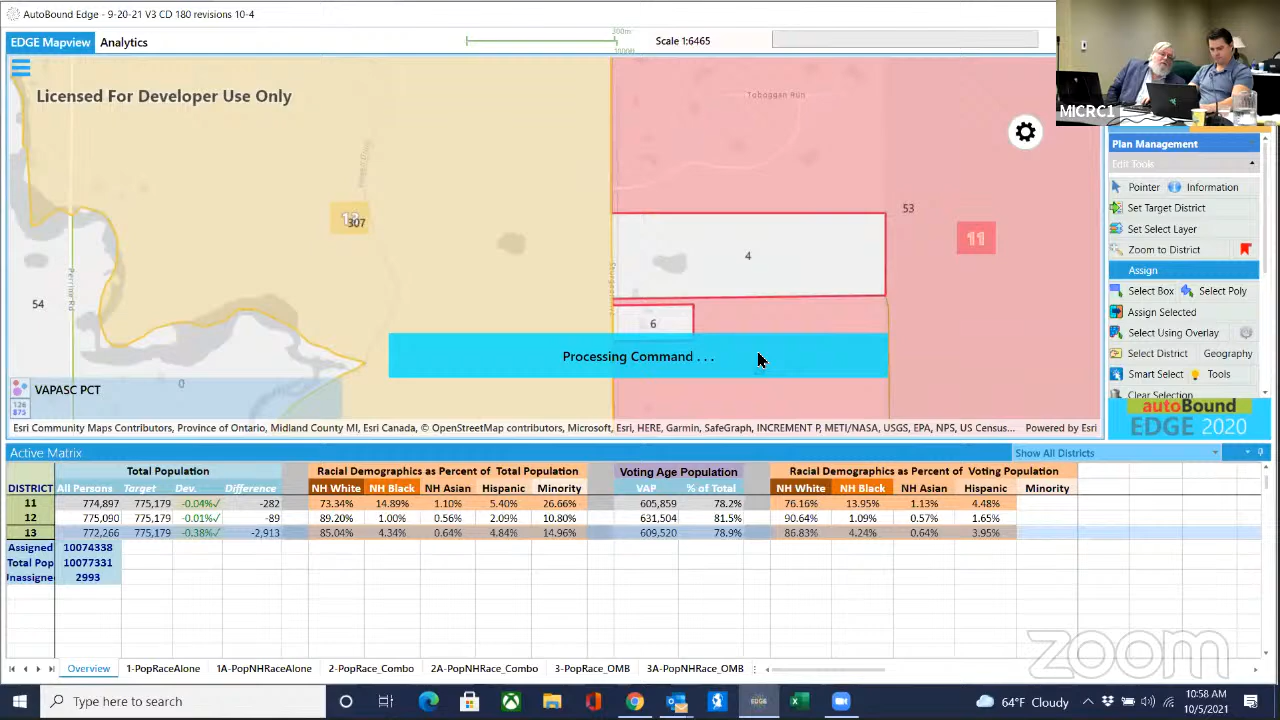 AutoBound Edge - 9-20-21 V3 CD 180 revisions 10-4
EDGE Mapview Analytics
300m
1000ft
Scale 1:6465
MICRC1
Licensed For Developer Use Only
Tobaggan Run
53
11
307
4
6
54
0
Processing Command . . .
VAPASC PCT
Esri Community Maps Contributors, Province of Ontario, Midland County MI, Esri Canada, © OpenStreetMap contributors, Microsoft, Esri, HERE, Garmin, SafeGraph, INCREMENT P, METI/NASA, USGS, EPA, NPS, US Census... Powered by Esri
Plan Management
Edit Tools
Pointer Information
Set Target District
Set Select Layer
Zoom to District
Assign
Select Box Select Poly
Assign Selected
Select Using Overlay
Select District Geography
Smart Select Tools
Clear Selection
autoBound
EDGE 2020
Active Matrix Show All Districts
Total Population Racial Demographics as Percent of Total Population Voting Age Population Racial Demographics as Percent of Voting Population
DISTRICT All Persons Target Dev. Difference NH White NH Black NH Asian Hispanic Minority VAP % of Total NH White NH Black NH Asian Hispanic Minority
11 774,897 775,179 -0.04%✓ -282 73.34% 14.89% 1.10% 5.40% 26.66% 605,859 78.2% 76.16% 13.95% 1.13% 4.48%
12 775,090 775,179 -0.01%✓ -89 89.20% 1.00% 0.56% 2.09% 10.80% 631,504 81.5% 90.64% 1.09% 0.57% 1.65%
13 772,266 775,179 -0.38%✓ -2,913 85.04% 4.34% 0.64% 4.84% 14.96% 609,520 78.9% 86.83% 4.24% 0.64% 3.95%
Assigned 10074438
Total Pop 10077331
Unassigned 2993
zoom
Overview 1-PopRaceAlone 1A-PopNHRaceAlone 2-PopRace_Combo 2A-PopNHRace_Combo 3-PopRace_OMB 3A-PopNHRace_OMB
Type here to search
64°F Cloudy
10:58 AM
10/5/2021